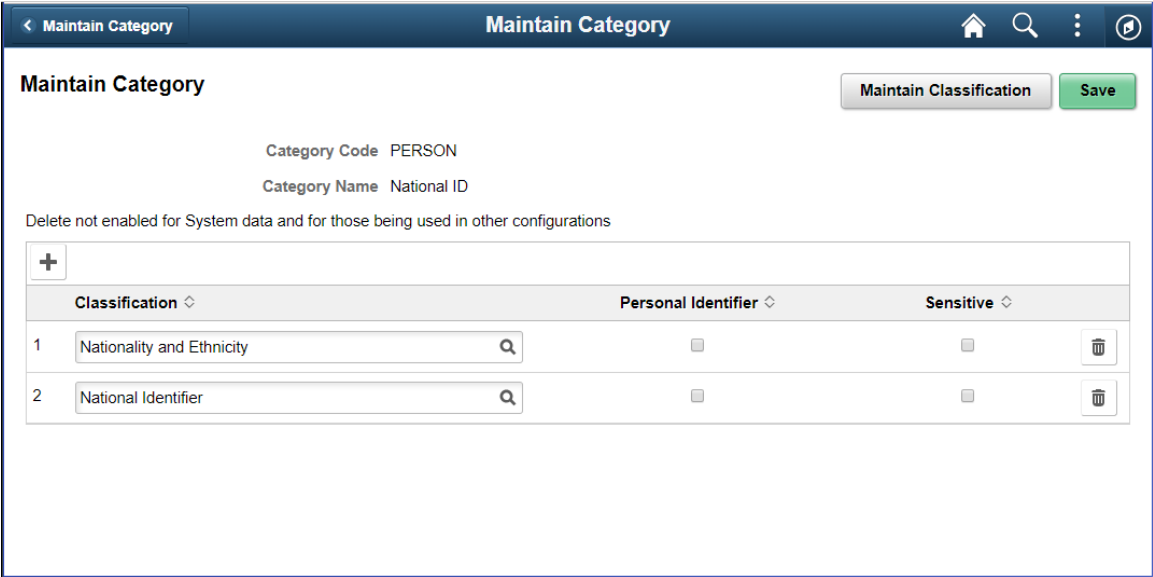 Maintain Category
Maintain Category
Maintain Category
Maintain Classification
Save
Category Code PERSON
Category Name National ID
Delete not enabled for System data and for those being used in other configurations
Classification Personal Identifier Sensitive
1 Nationality and Ethnicity
2 National Identifier